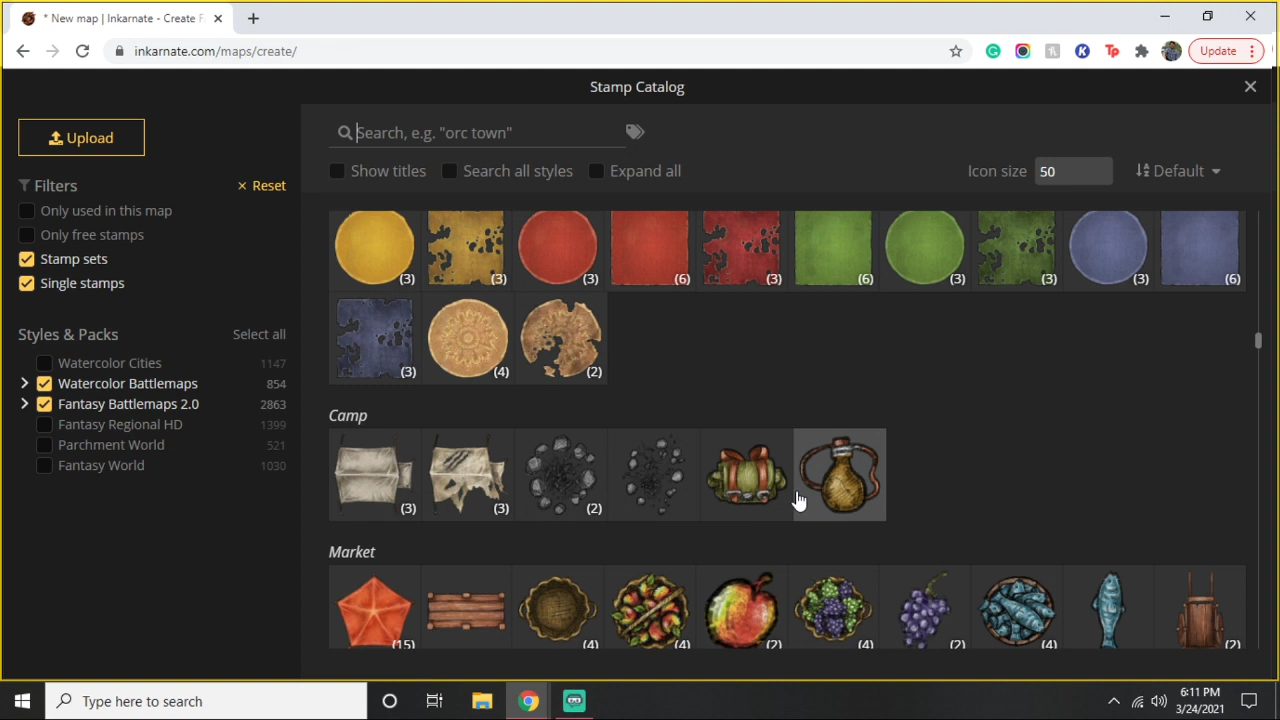 * New map | Inkarnate - Create F
inkarnate.com/maps/create/
Update
Stamp Catalog
Upload
Search, e.g. "orc town"
Show titles
Search all styles
Expand all
Icon size
50
Default
Filters
Reset
Only used in this map
Only free stamps
Stamp sets
Single stamps
Styles & Packs
Select all
Watercolor Cities 1147
Watercolor Battlemaps 854
Fantasy Battlemaps 2.0 2863
Fantasy Regional HD 1399
Parchment World 521
Fantasy World 1030
(3) (3) (3) (6) (3) (6) (3) (3) (3) (6)
(3) (4) (2)
Camp
(3) (3) (2)
Market
(15) (4) (4) (2) (4) (2) (4) (2)
Type here to search
6:11 PM
3/24/2021